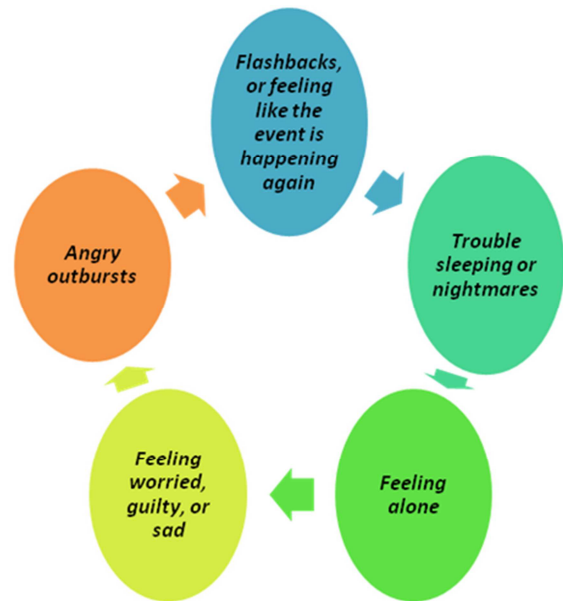 Flashbacks,
or feeling
like the
event is
happening
again
Trouble
sleeping or
nightmares
Feeling
alone
Feeling
worried,
guilty, or
sad
Angry
outbursts